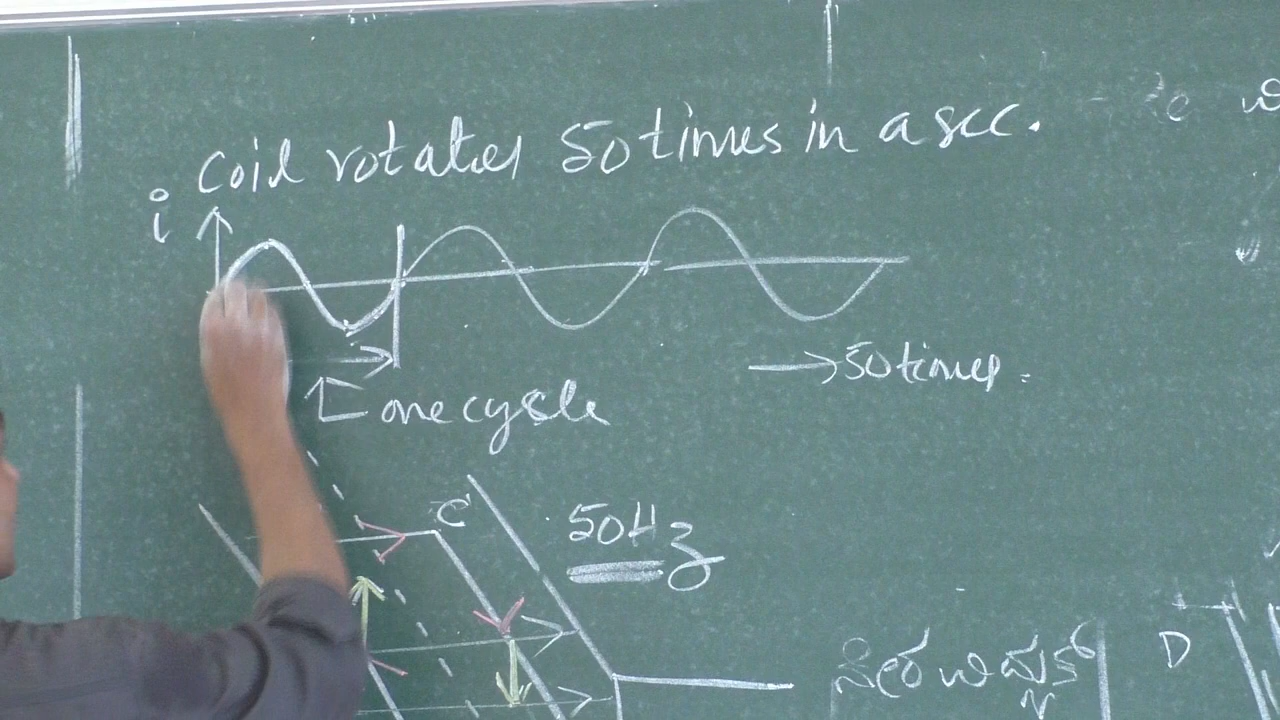 Coil rotates 50 times in a sec.
i
→ 50 times.
one cycle
C
50Hz
D